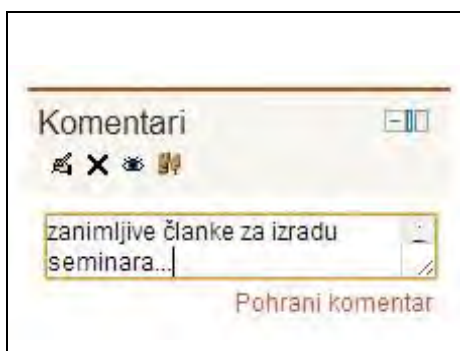 Komentari
zanimljive članke za izradu
seminara...
Pohrani komentar